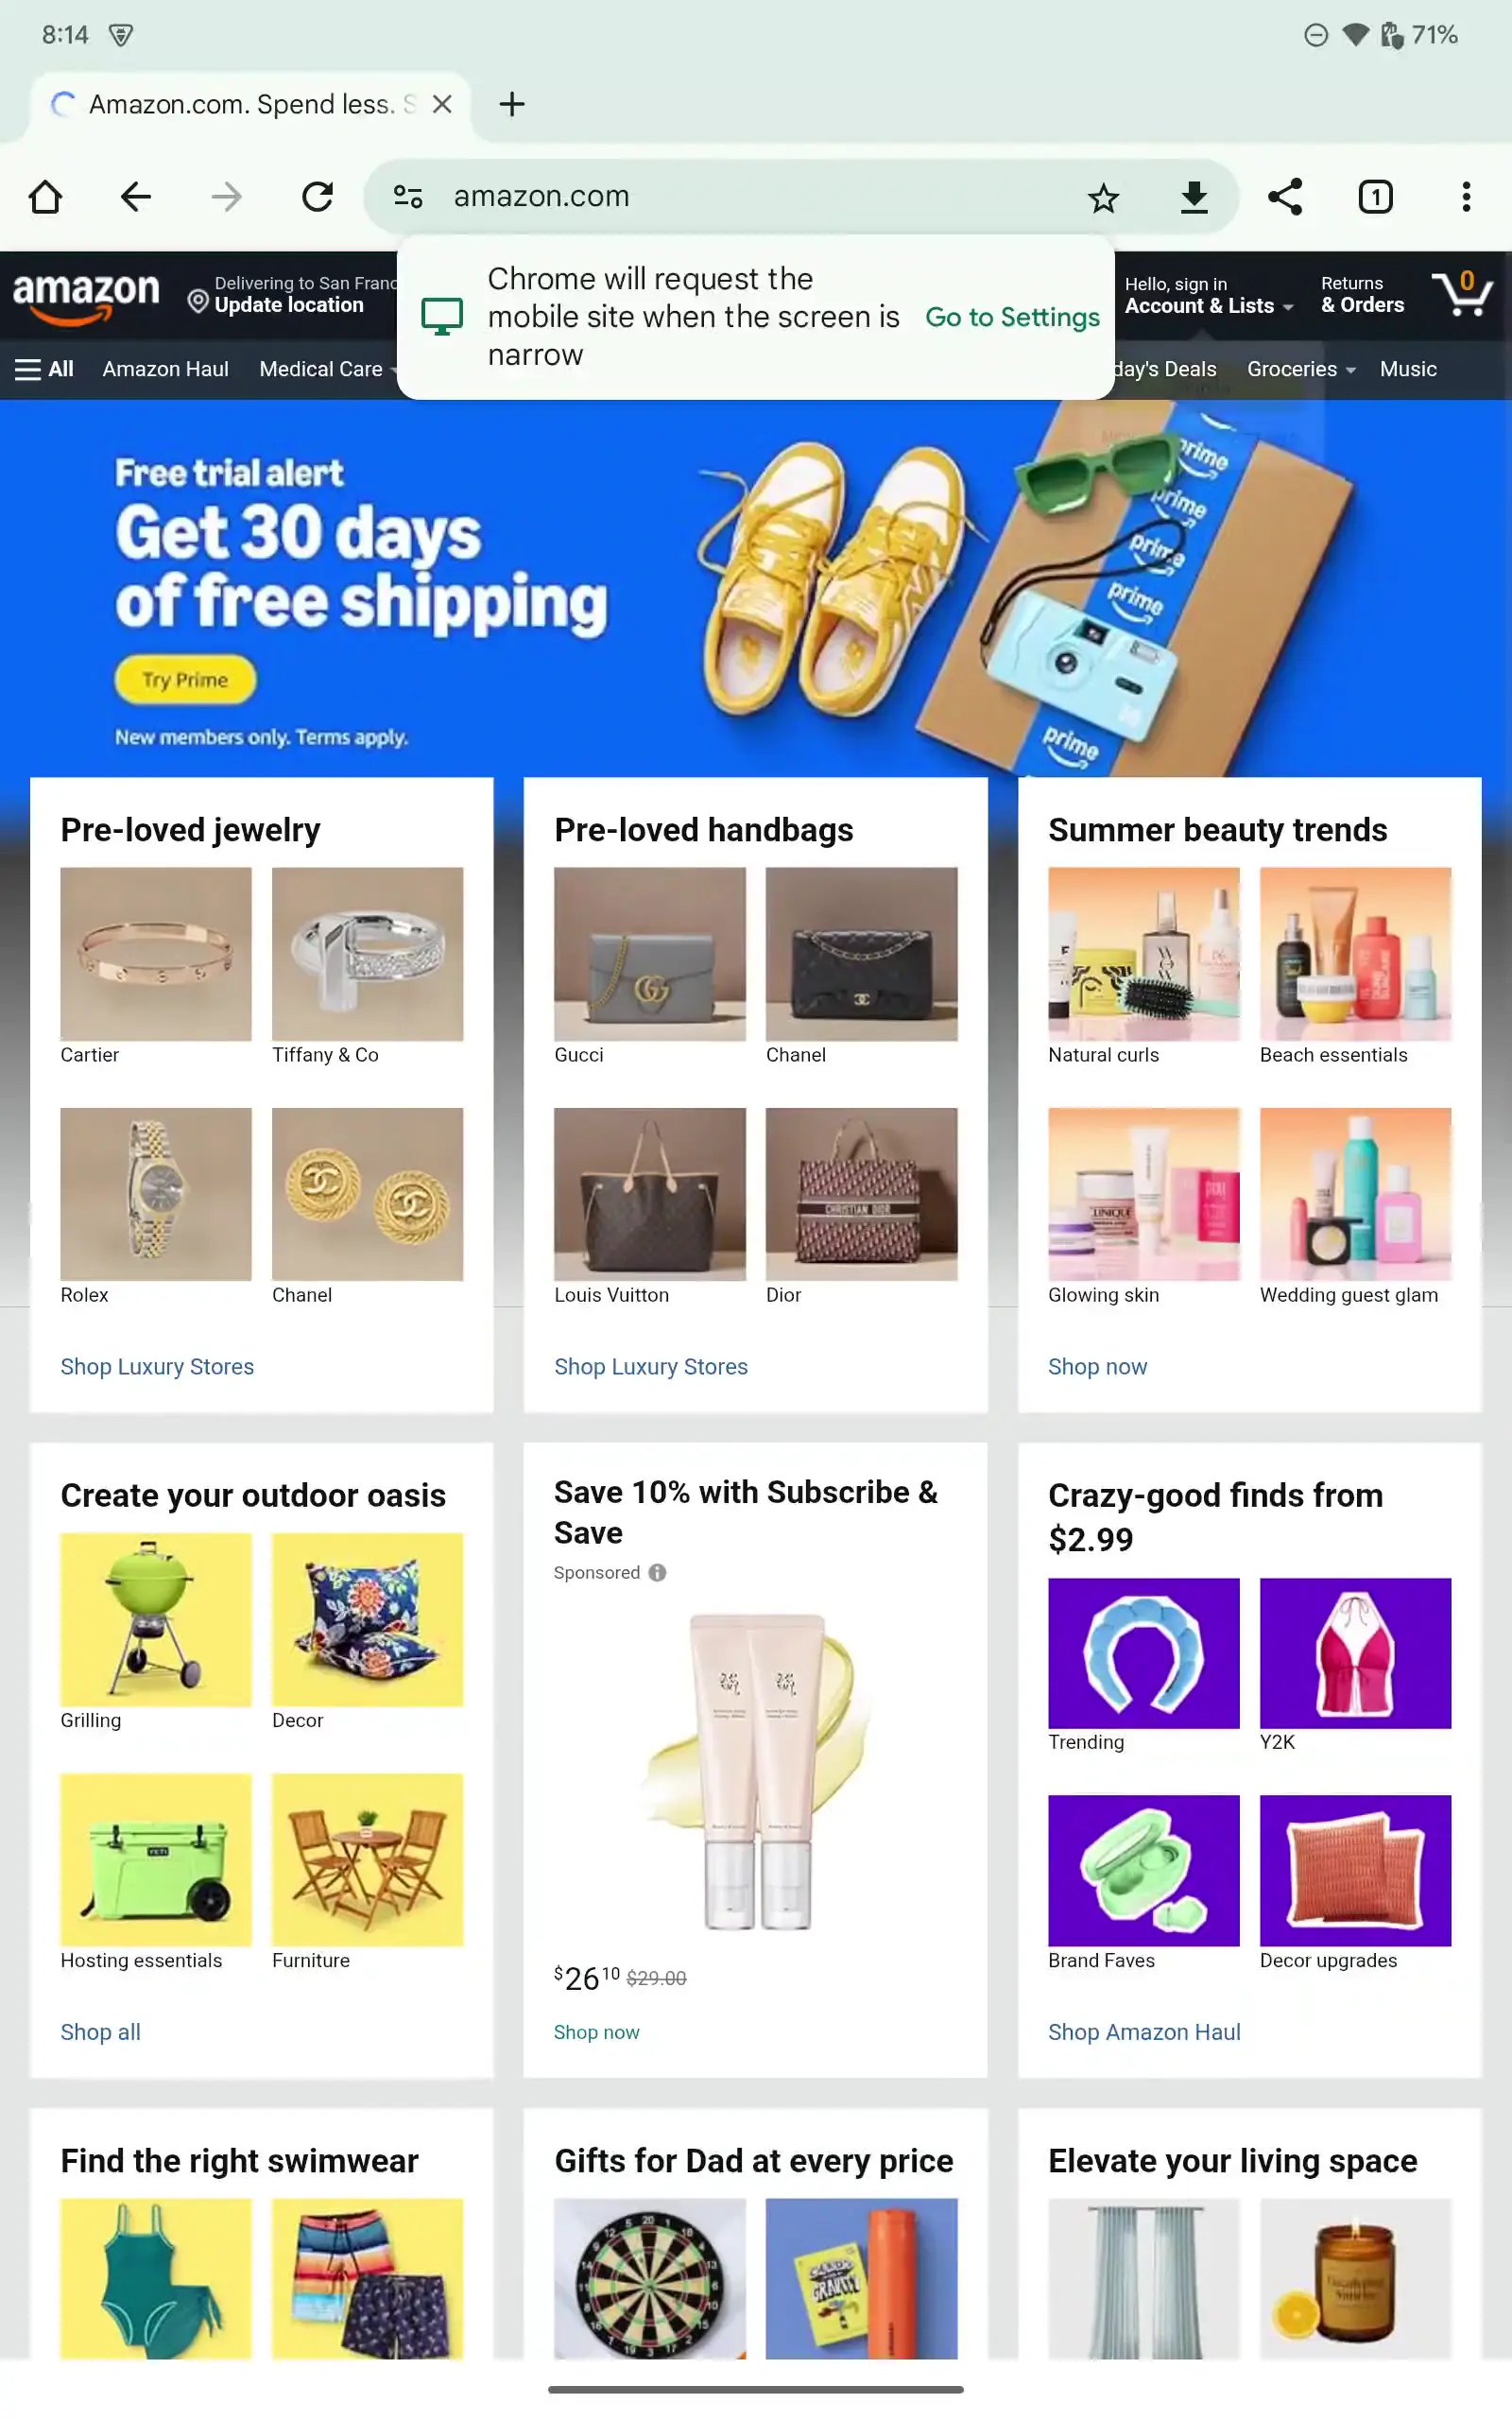 8:14
71%
Amazon.com. Spend less. S
amazon.com
1
Chrome will request the
mobile site when the screen is
narrow
Go to Settings
amazon
Delivering to San Franc
Update location
Hello, sign in
Account & Lists
Returns
& Orders
0
All
Amazon Haul
Medical Care
day's Deals
Groceries
Music
Free trial alert
Get 30 days
of free shipping
Try Prime
New members only. Terms apply.
prime
prime
prime
prime
prime
Pre-loved jewelry
Cartier
Tiffany & Co
Rolex
Chanel
Shop Luxury Stores
Pre-loved handbags
Gucci
Chanel
CHRISTIAN DIOR
Louis Vuitton
Dior
Shop Luxury Stores
Summer beauty trends
Natural curls
Beach essentials
CLINIQUE
Glowing skin
Wedding guest glam
Shop now
Create your outdoor oasis
Grilling
Decor
YETI
Hosting essentials
Furniture
Shop all
Save 10% with Subscribe &
Save
Sponsored
$26 10 $29.00
Shop now
Crazy-good finds from
$2.99
Trending
Y2K
Brand Faves
Decor upgrades
Shop Amazon Haul
Find the right swimwear
Gifts for Dad at every price
GRAVITY
Elevate your living space